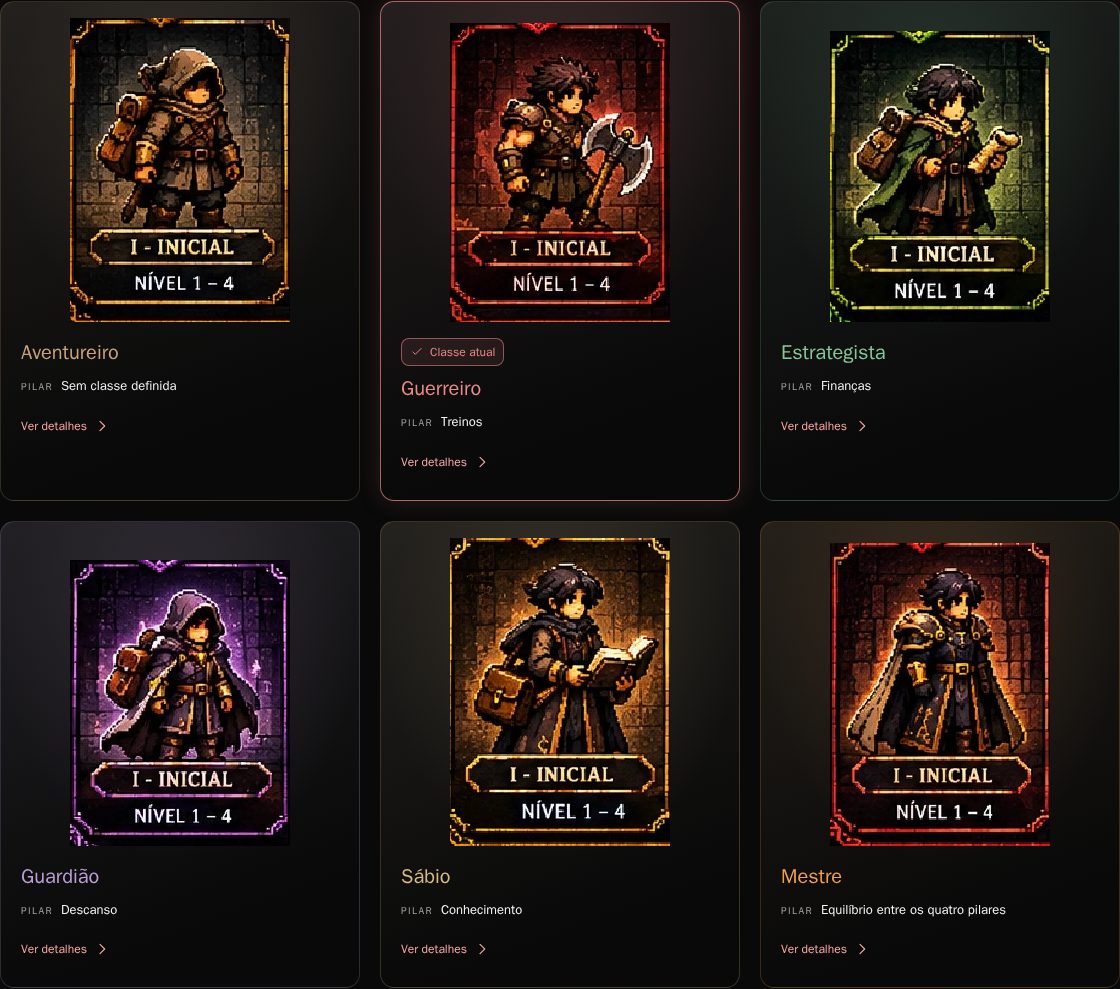 I - INICIAL
NÍVEL 1 – 4
Aventureiro
PILAR Sem classe definida
Ver detalhes
I - INICIAL
NÍVEL 1 – 4
Classe atual
Guerreiro
PILAR Treinos
Ver detalhes
I - INICIAL
NÍVEL 1 – 4
Estrategista
PILAR Finanças
Ver detalhes
I - INICIAL
NÍVEL 1 – 4
Guardião
PILAR Descanso
Ver detalhes
I - INICIAL
NÍVEL 1 – 4
Sábio
PILAR Conhecimento
Ver detalhes
I - INICIAL
NÍVEL 1 – 4
Mestre
PILAR Equilíbrio entre os quatro pilares
Ver detalhes